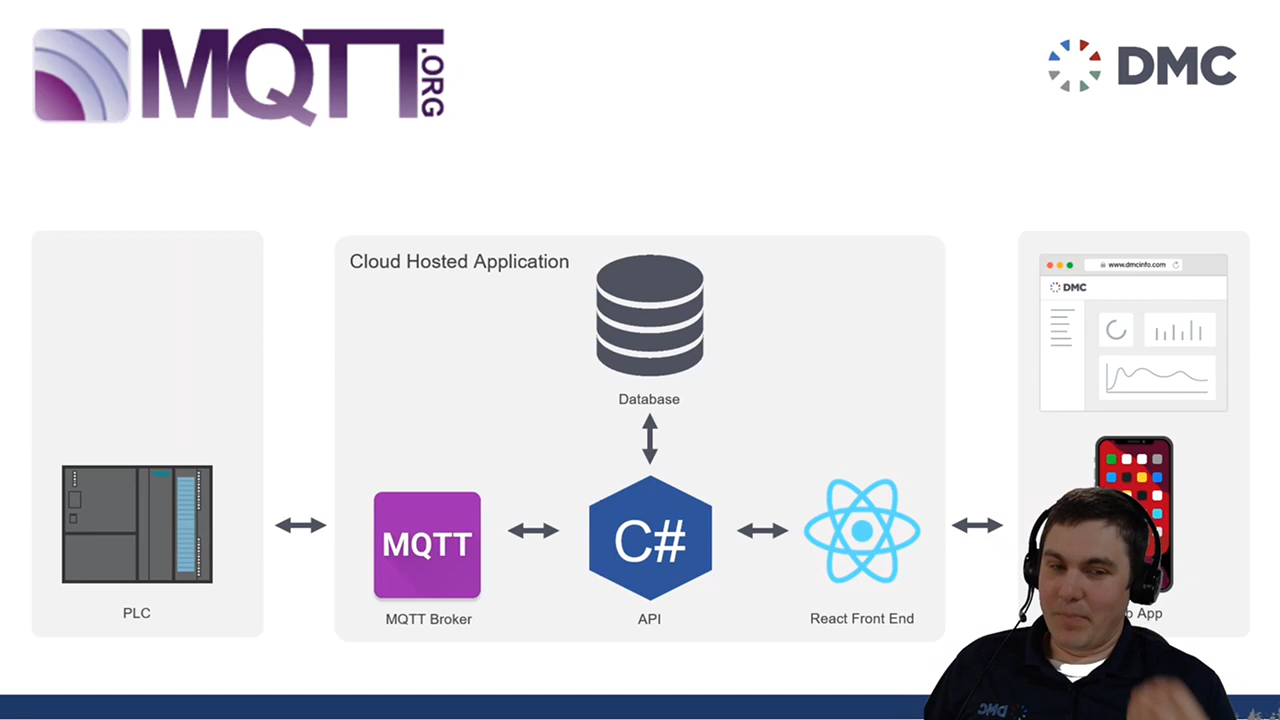 MQTT
.ORG
DMC
Cloud Hosted Application
www.dmcinfo.com
DMC
Database
MQTT
C#
PLC
MQTT Broker
API
React Front End
App
DMC